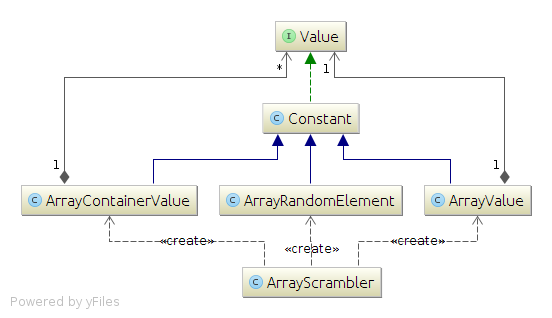 I Value
* 1
C Constant
1 1
C ArrayContainerValue C ArrayRandomElement C ArrayValue
«create» «create» «create»
C ArrayScrambler
Powered by yFiles